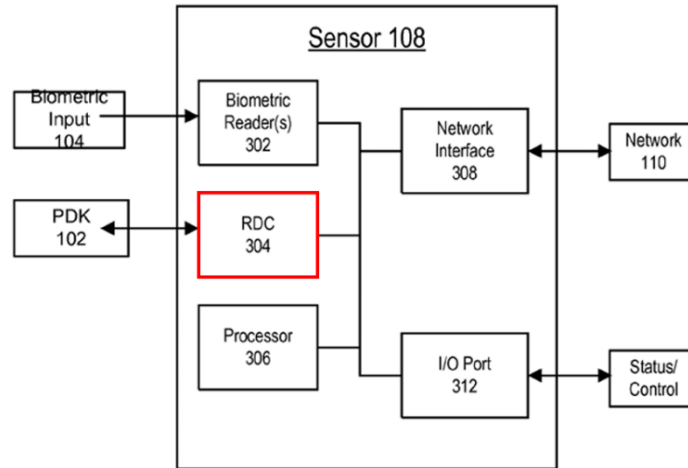 Sensor 108
Biometric
Input
104
Biometric
Reader(s)
302
Network
Interface
308
Network
110
PDK
102
RDC
304
Processor
306
I/O Port
312
Status/
Control